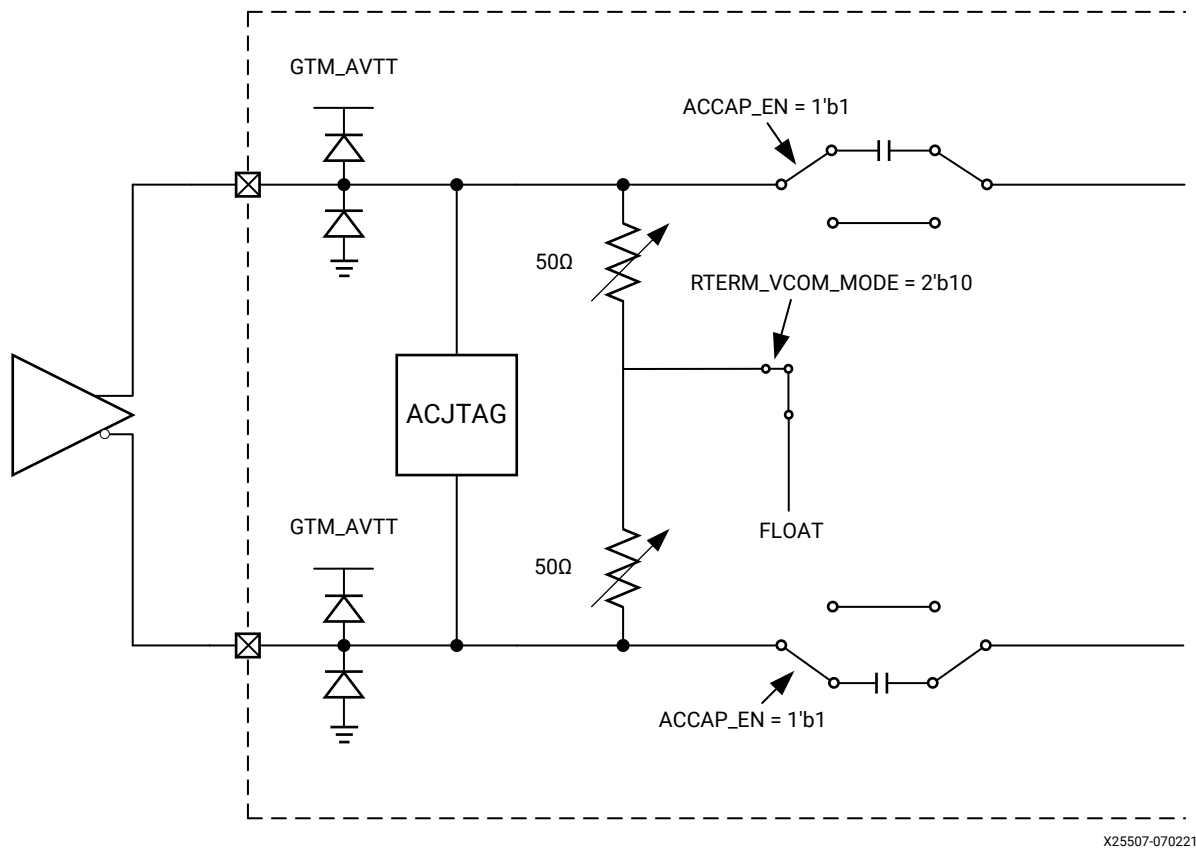 GTM_AVTT
ACCAP_EN = 1'b1
50Ω
RTERM_VCOM_MODE = 2'b10
ACJTAG
GTM_AVTT
FLOAT
50Ω
ACCAP_EN = 1'b1
X25507-070221